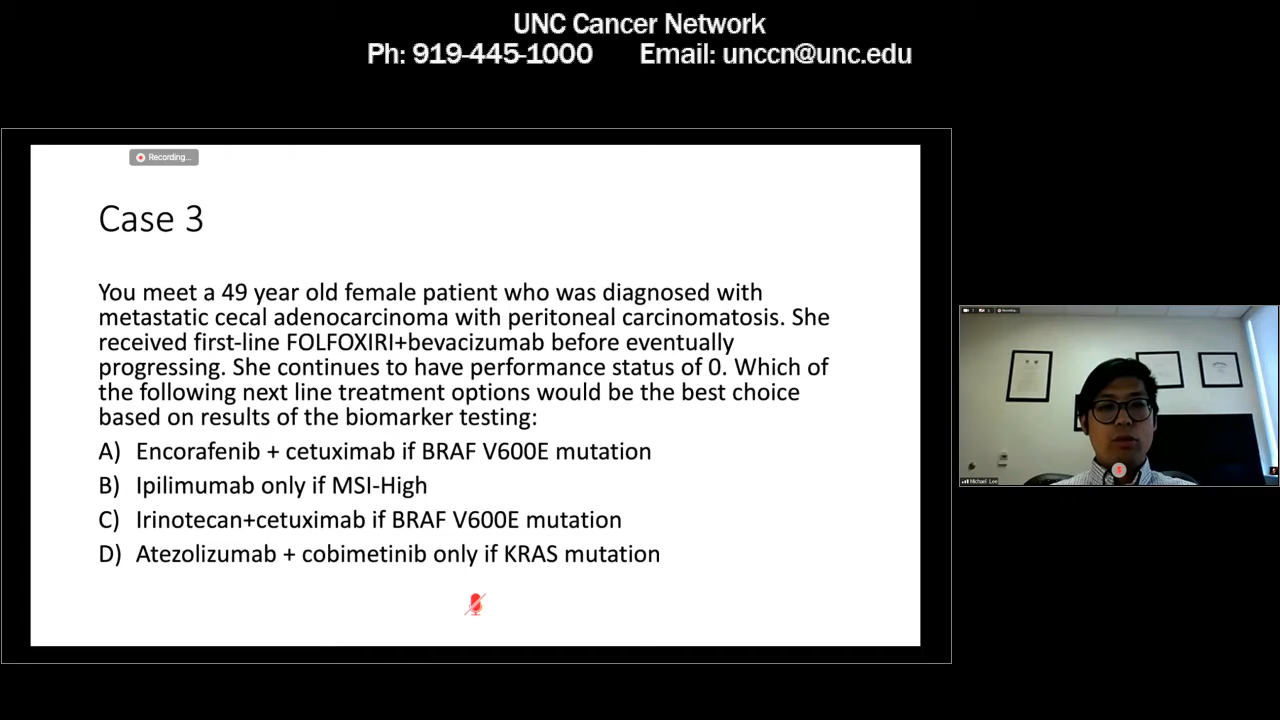 UNC Cancer Network
Ph: 919-445-1000 Email: unccn@unc.edu
Recording...
Case 3
You meet a 49 year old female patient who was diagnosed with
metastatic cecal adenocarcinoma with peritoneal carcinomatosis. She
received first-line FOLFOXIRI+bevacizumab before eventually
progressing. She continues to have performance status of 0. Which of
the following next line treatment options would be the best choice
based on results of the biomarker testing:
A) Encorafenib + cetuximab if BRAF V600E mutation
B) Ipilimumab only if MSI-High
C) Irinotecan+cetuximab if BRAF V600E mutation
D) Atezolizumab + cobimetinib only if KRAS mutation
Michael Lee